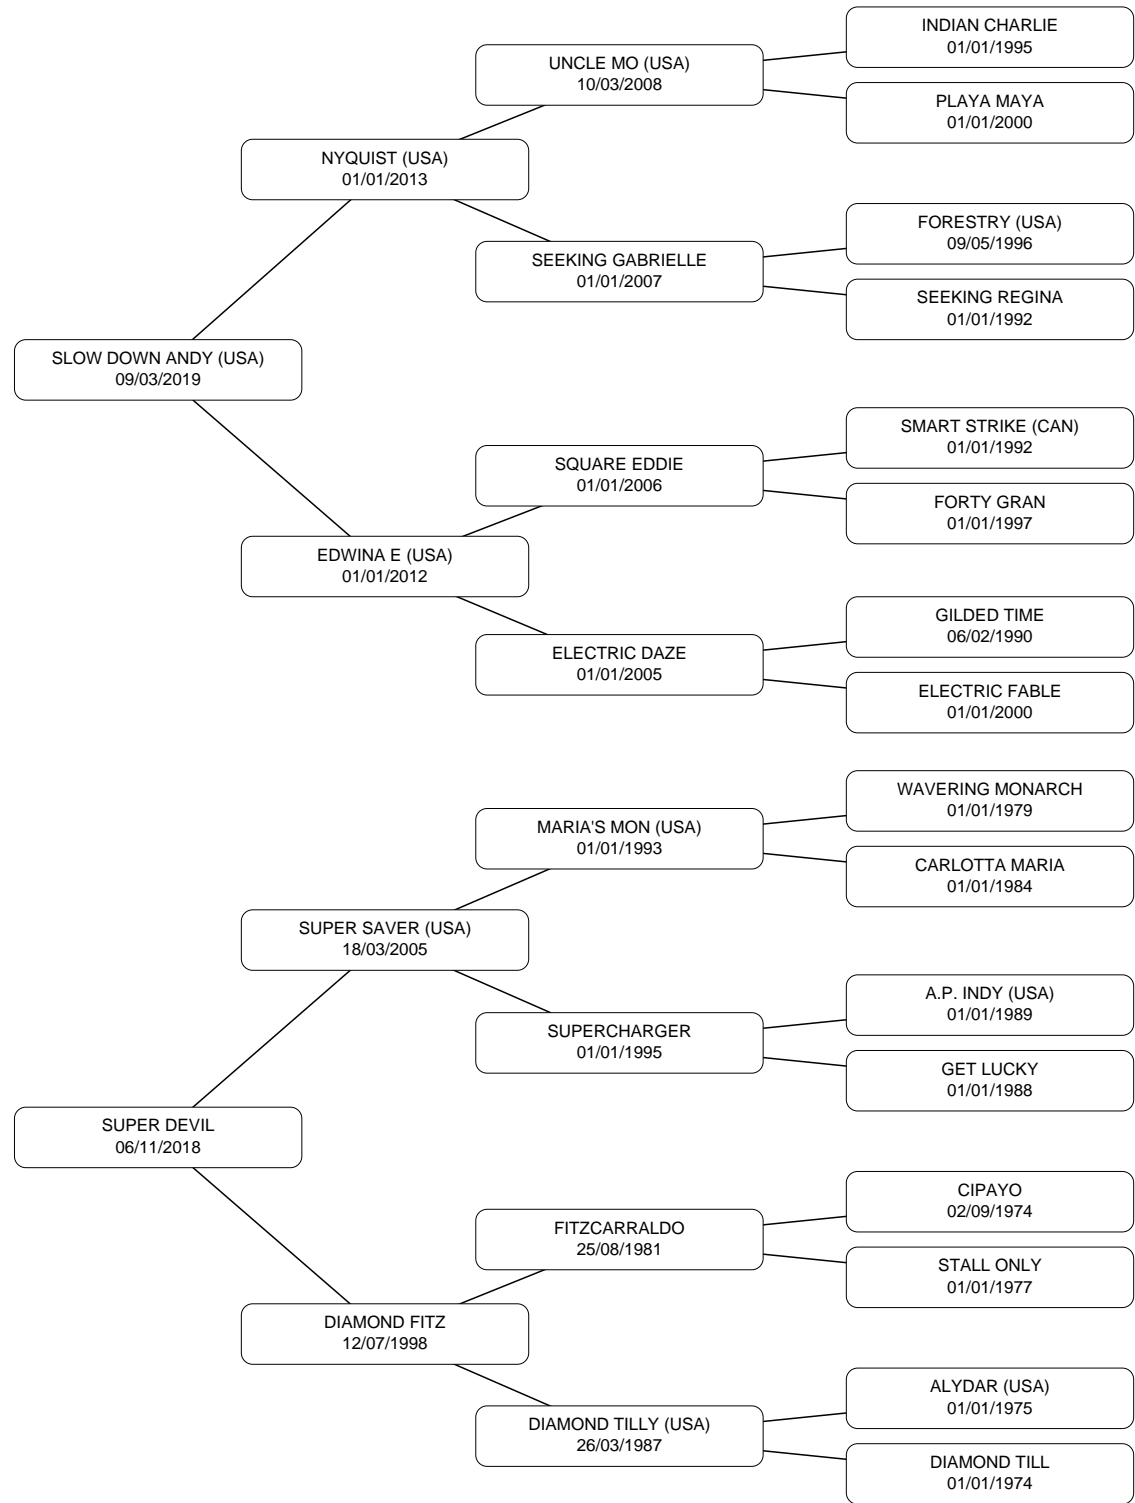 INDIAN CHARLIE
01/01/1995
UNCLE MO (USA)
10/03/2008
PLAYA MAYA
01/01/2000
NYQUIST (USA)
01/01/2013
FORESTRY (USA)
09/05/1996
SEEKING GABRIELLE
01/01/2007
SEEKING REGINA
01/01/1992
SLOW DOWN ANDY (USA)
09/03/2019
SMART STRIKE (CAN)
01/01/1992
SQUARE EDDIE
01/01/2006
FORTY GRAN
01/01/1997
EDWINA E (USA)
01/01/2012
GILDED TIME
06/02/1990
ELECTRIC DAZE
01/01/2005
ELECTRIC FABLE
01/01/2000
WAVERING MONARCH
01/01/1979
MARIA'S MON (USA)
01/01/1993
CARLOTTA MARIA
01/01/1984
SUPER SAVER (USA)
18/03/2005
A.P. INDY (USA)
01/01/1989
SUPERCHARGER
01/01/1995
GET LUCKY
01/01/1988
SUPER DEVIL
06/11/2018
CIPAYO
02/09/1974
FITZCARRALDO
25/08/1981
STALL ONLY
01/01/1977
DIAMOND FITZ
12/07/1998
ALYDAR (USA)
01/01/1975
DIAMOND TILLY (USA)
26/03/1987
DIAMOND TILL
01/01/1974